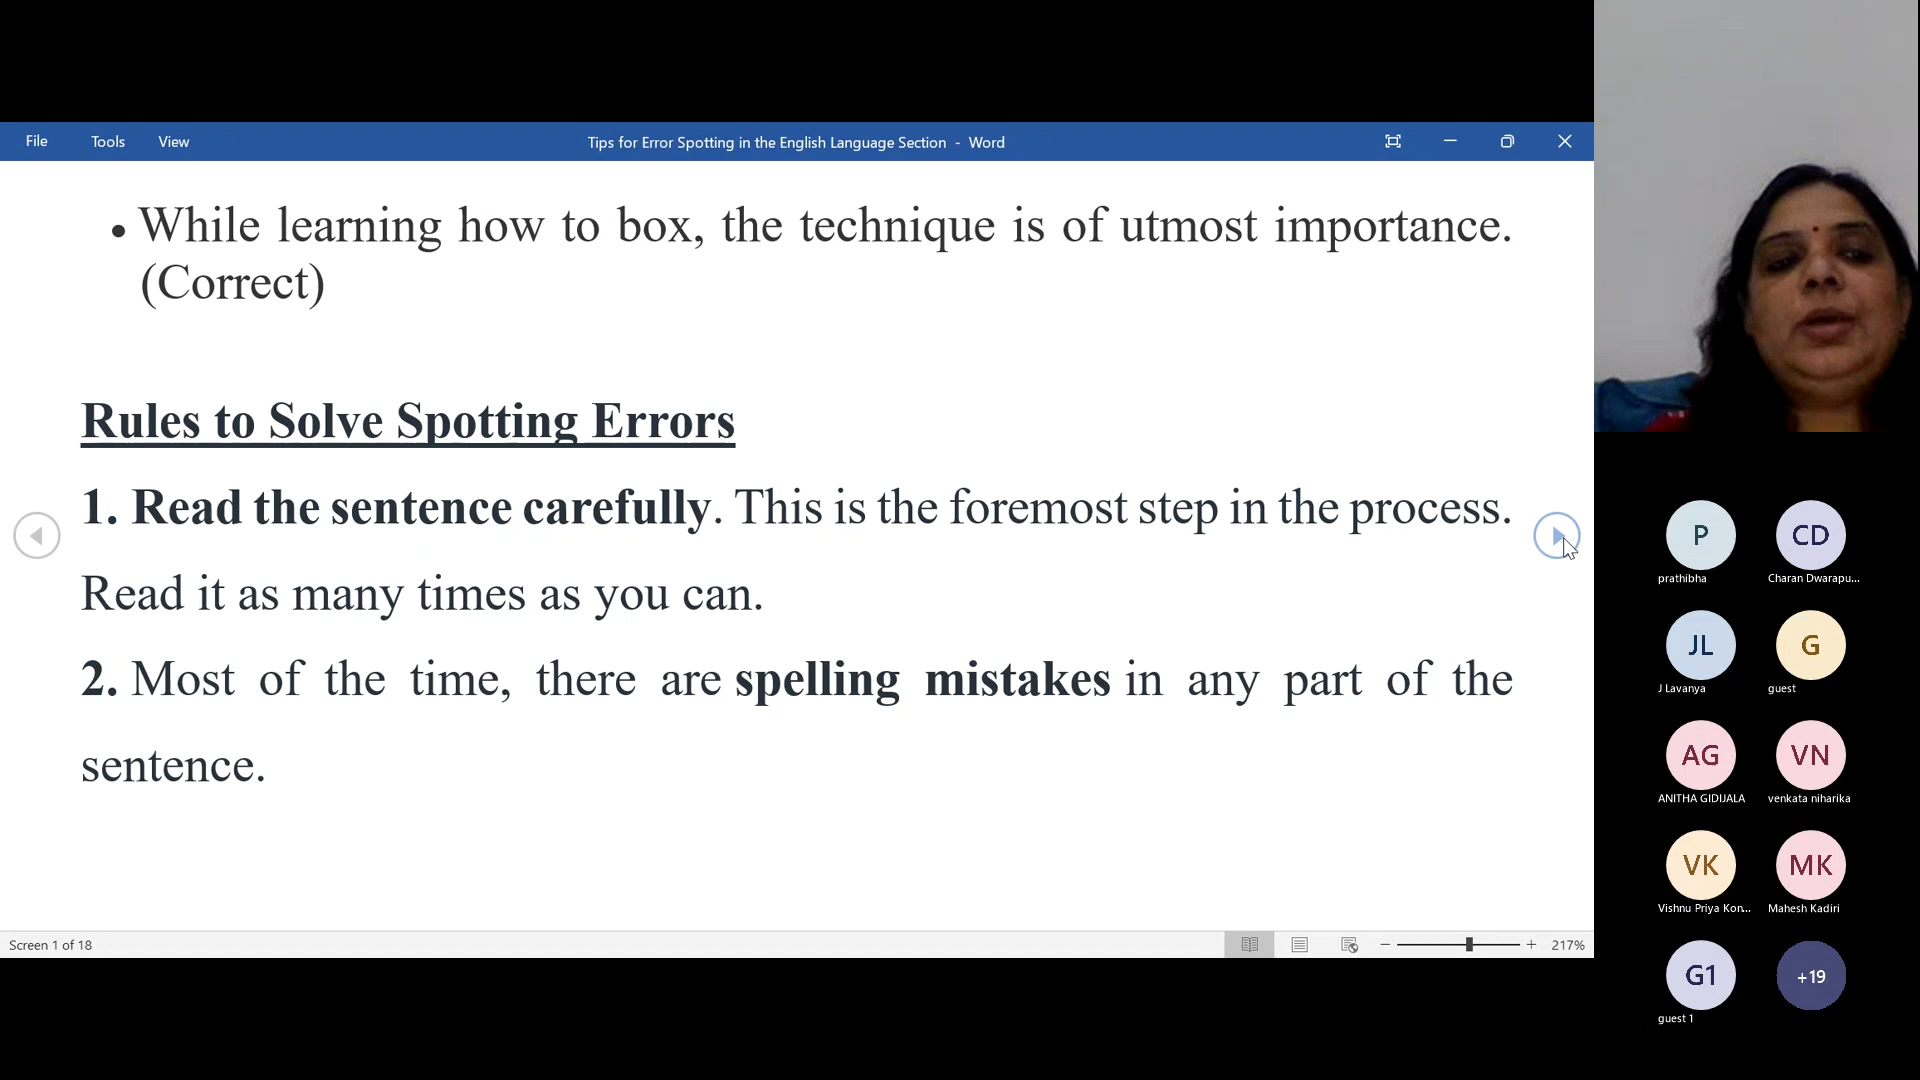 File Tools View Tips for Error Spotting in the English Language Section - Word
• While learning how to box, the technique is of utmost importance.
(Correct)
Rules to Solve Spotting Errors
1. Read the sentence carefully. This is the foremost step in the process.
Read it as many times as you can.
2. Most of the time, there are spelling mistakes in any part of the
sentence.
Screen 1 of 18
217%
P CD
prathibha Charan Dwarapu...
JL G
J Lavanya guest
AG VN
ANITHA GIDIJALA venkata niharika
VK MK
Vishnu Priya Kon... Mahesh Kadiri
G1 +19
guest 1